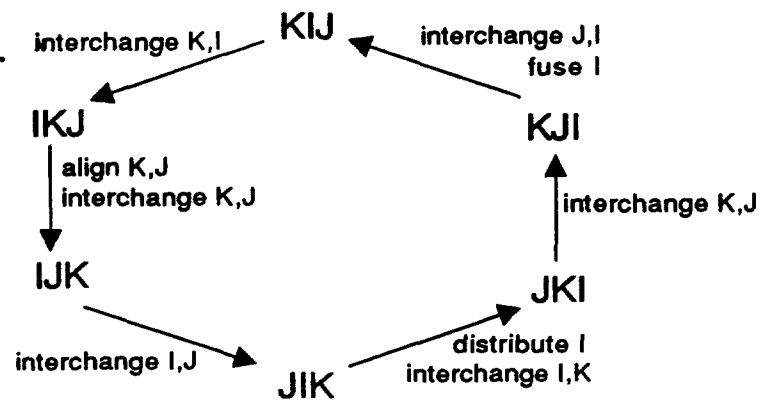 KIJ
interchange K,I
interchange J,I
fuse I
IKJ
KJI
align K,J
interchange K,J
interchange K,J
IJK
JKI
interchange I,J
distribute I
interchange I,K
JIK